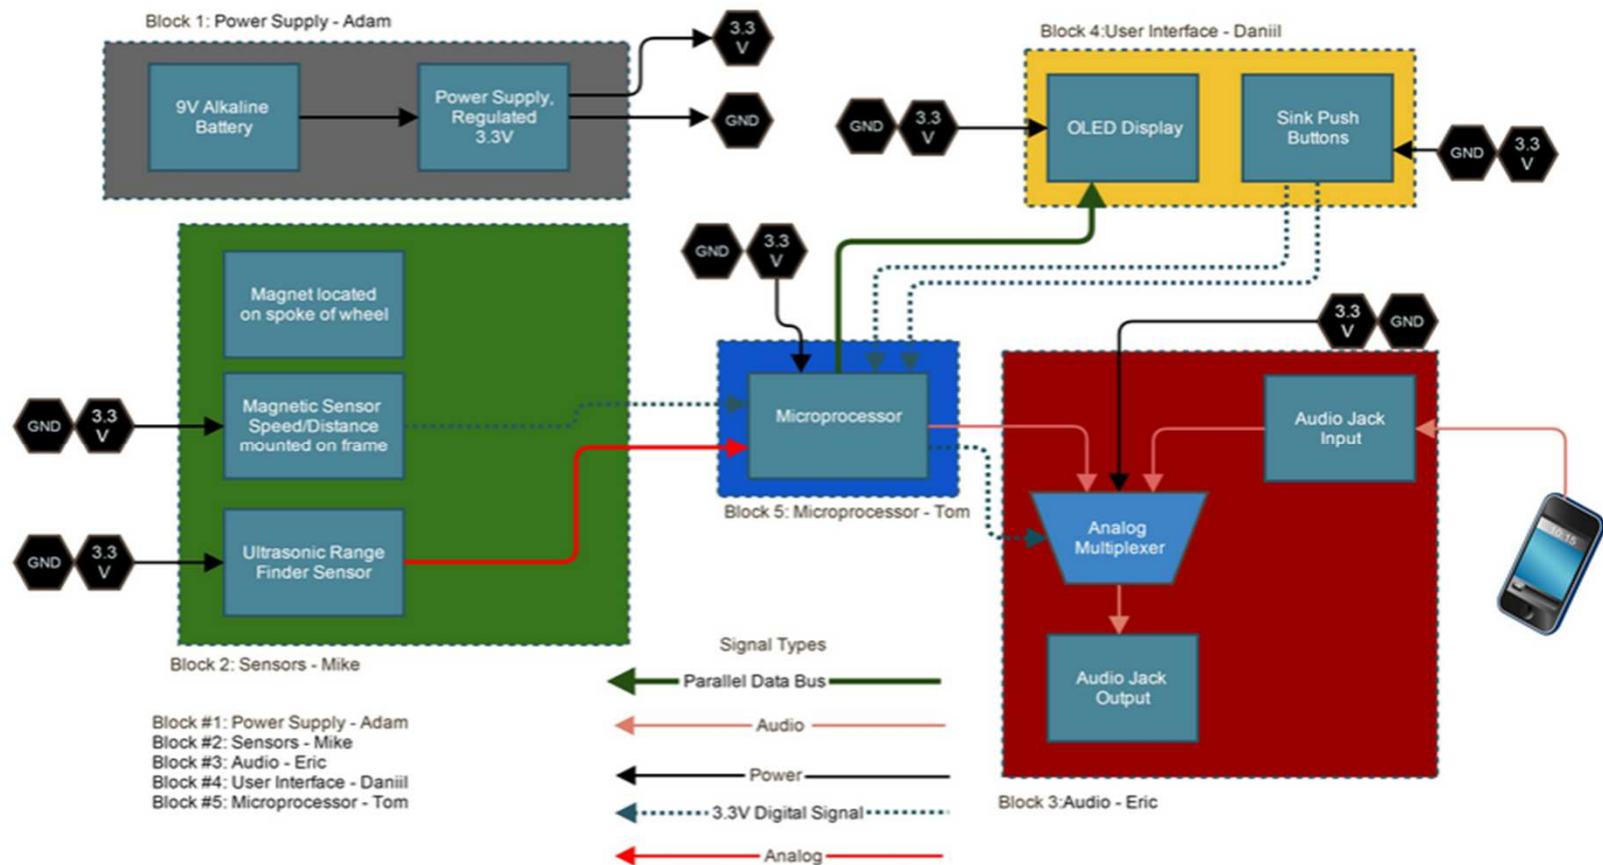 Block 1: Power Supply - Adam
9V Alkaline
Battery
Power Supply,
Regulated
3.3V
3.3
V
GND
Block 4:User Interface - Daniil
GND
3.3
V
OLED Display
Sink Push
Buttons
GND
3.3
V
Magnet located
on spoke of wheel
GND
3.3
V
Magnetic Sensor
Speed/Distance
mounted on frame
GND
3.3
V
Ultrasonic Range
Finder Sensor
GND
3.3
V
Block 2: Sensors - Mike
Microprocessor
Block 5: Microprocessor - Tom
3.3
V
GND
Audio Jack
Input
Analog
Multiplexer
Audio Jack
Output
10:15
Block 3:Audio - Eric
Signal Types
Parallel Data Bus
Audio
Power
3.3V Digital Signal
Analog
Block #1: Power Supply - Adam
Block #2: Sensors - Mike
Block #3: Audio - Eric
Block #4: User Interface - Daniil
Block #5: Microprocessor - Tom